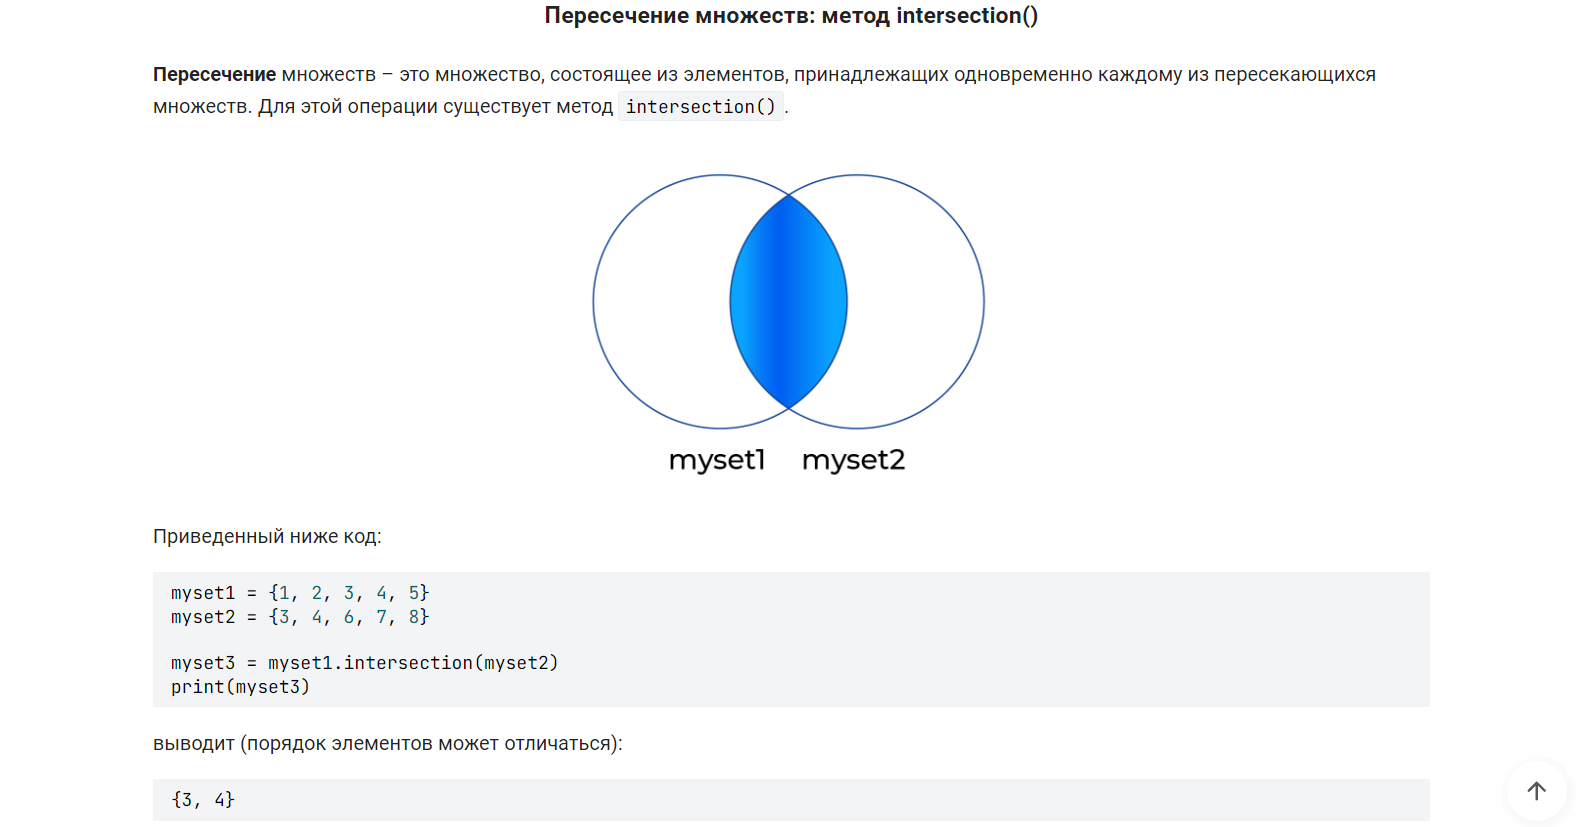 Пересечение множеств: метод intersection()
Пересечение множеств – это множество, состоящее из элементов, принадлежащих одновременно каждому из пересекающихся
множеств. Для этой операции существует метод intersection().
myset1 myset2
Приведенный ниже код:
myset1 = {1, 2, 3, 4, 5}
myset2 = {3, 4, 6, 7, 8}
myset3 = myset1.intersection(myset2)
print(myset3)
выводит (порядок элементов может отличаться):
{3, 4}